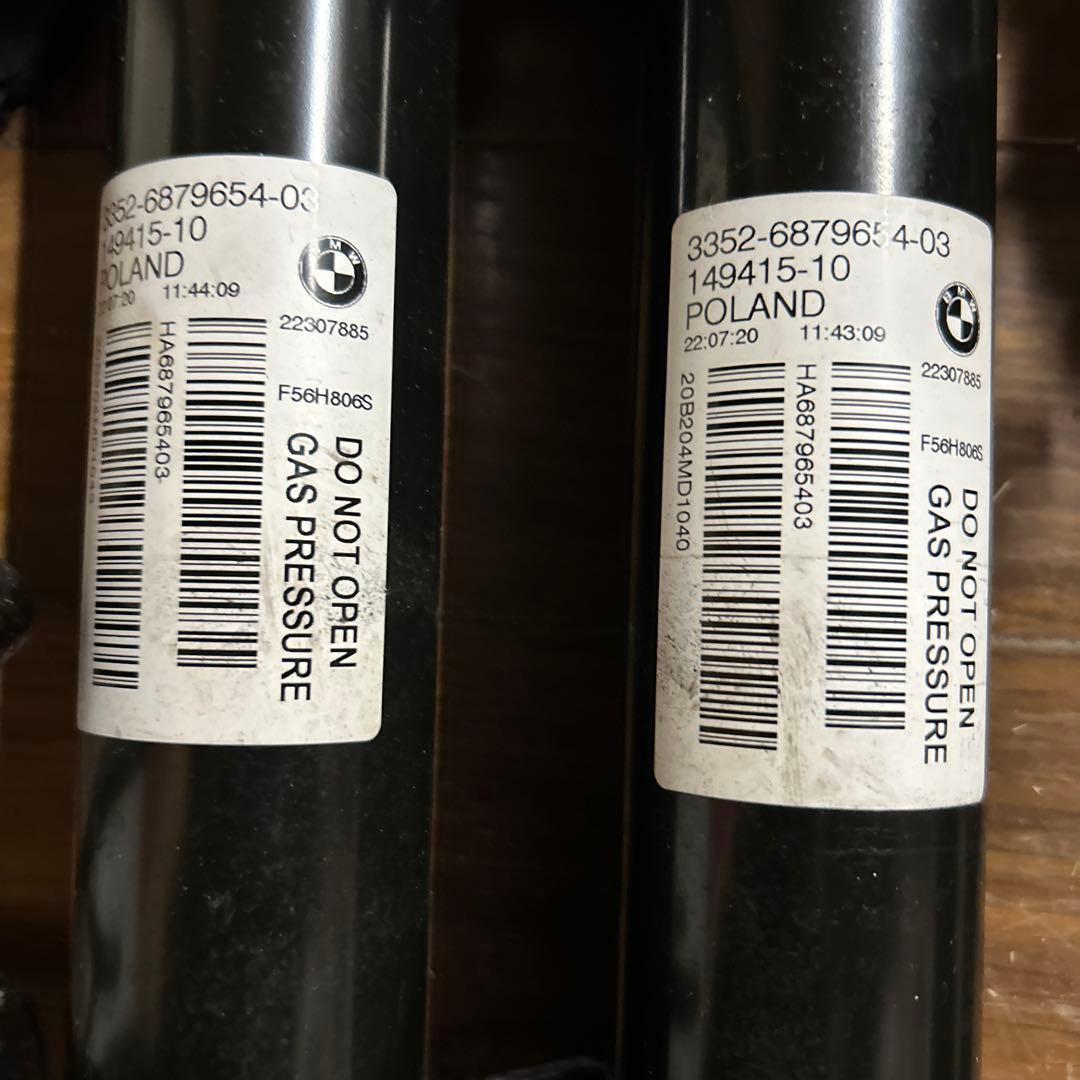 3352-6879654-03
149415-10
POLAND
22:07:20 11:44:09
BMW
22307885
HA687965403
F56H806S
DO NOT OPEN
GAS PRESSURE
3352-6879654-03
149415-10
POLAND
22:07:20 11:43:09
BMW
22307885
20B204MD1040
HA687965403
F56H806S
DO NOT OPEN
GAS PRESSURE